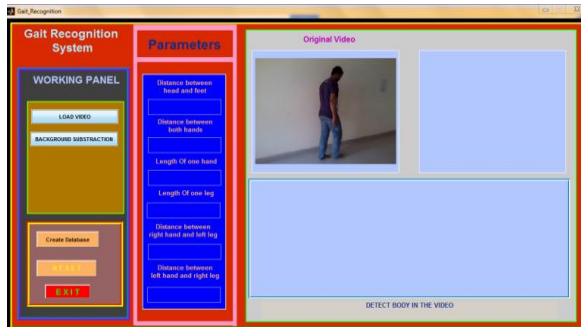 Gait_Recognition
Gait Recognition
System
WORKING PANEL
LOAD VIDEO
BACKGROUND SUBSTRACTION
Create Database
RESET
EXIT
Parameters
Distance between
head and feet
Distance between
both hands
Length Of one hand
Length Of one leg
Distance between
right hand and left leg
Distance between
left hand and right leg
Original Video
DETECT BODY IN THE VIDEO